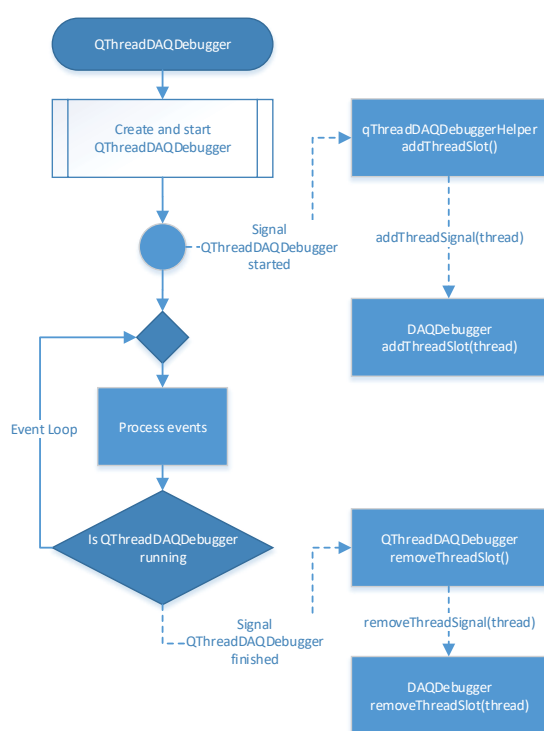 QThreadDAQDebugger
Create and start
QThreadDAQDebugger
qThreadDAQDebuggerHelper
addThreadSlot()
Signal
QThreadDAQDebugger
started
addThreadSignal(thread)
DAQDebugger
addThreadSlot(thread)
Event Loop
Process events
Is QThreadDAQDebugger
running
QThreadDAQDebugger
removeThreadSlot()
Signal
QThreadDAQDebugger
finished
removeThreadSignal(thread)
DAQDebugger
removeThreadSlot(thread)